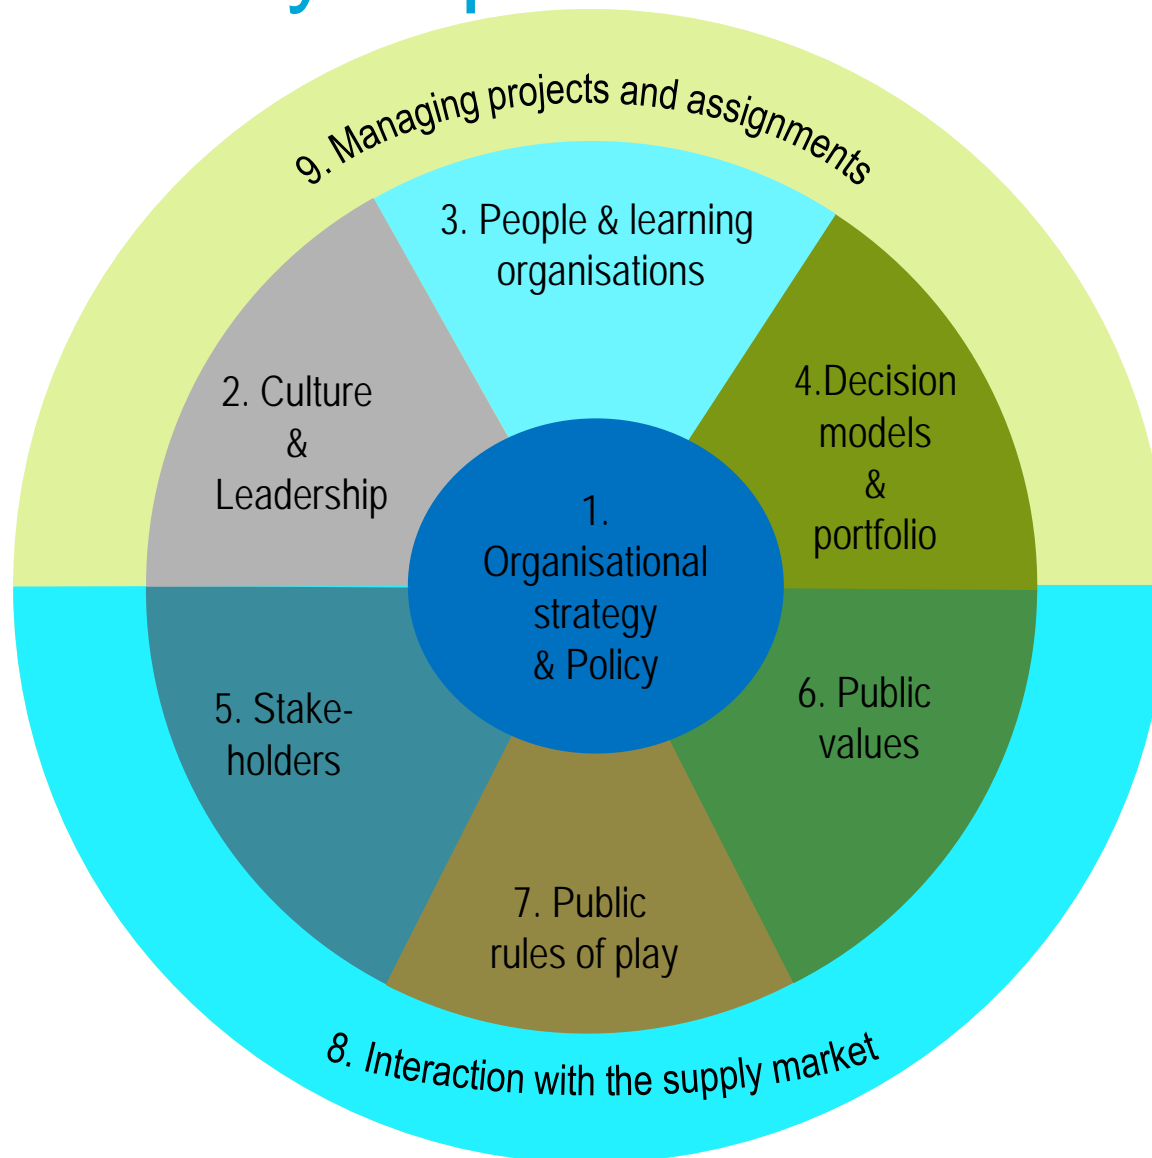 9. Managing projects and assignments
3. People & learning
organisations
2. Culture
&
Leadership
4.Decision
models
&
portfolio
1.
Organisational
strategy
& Policy
5. Stake-
holders
6. Public
values
7. Public
rules of play
8. Interaction with the supply market